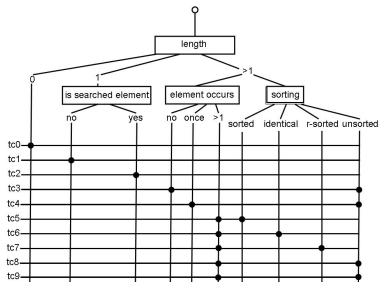 length
0
1
>1
is searched element
element occurs
sorting
no
yes
no
once
>1
sorted
identical
r-sorted
unsorted
tc0
tc1
tc2
tc3
tc4
tc5
tc6
tc7
tc8
tc9